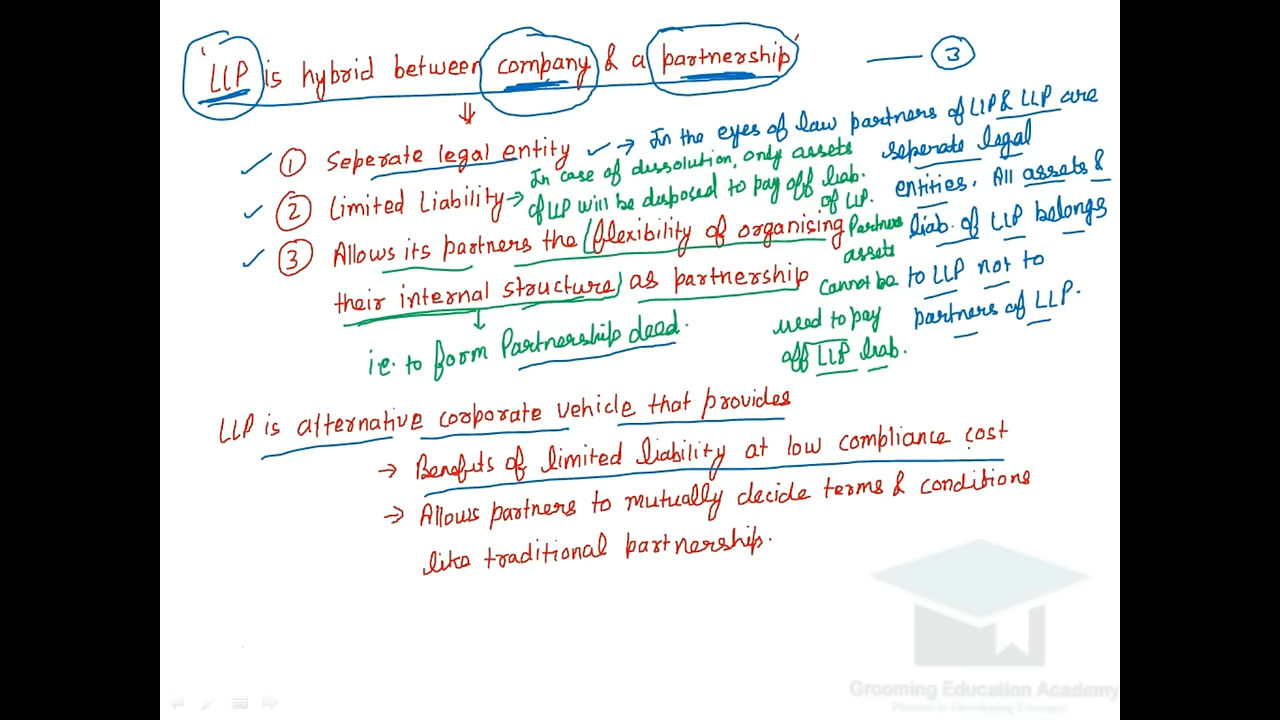 'LLP is hybrid between company & a partnership' — ③
① Seperate legal entity → In the eyes of law partners of LLP & LLP are
seperate legal
entities. All assets &
liab. of LLP belongs
to LLP not to
partners of LLP.
② Limited Liability → In case of dissolution, only assets
of LLP will be disposed to pay off liab.
of LLP.
Partners
assets
cannot be
used to pay
off LLP liab.
③ Allows its partners the (flexibility of organising
their internal structure) as partnership
i.e. to form Partnership deed.
LLP is alternative corporate vehicle that provides
→ Benefits of limited liability at low compliance cost
→ Allows partners to mutually decide terms & conditions
like traditional partnership.
Grooming Education Academy